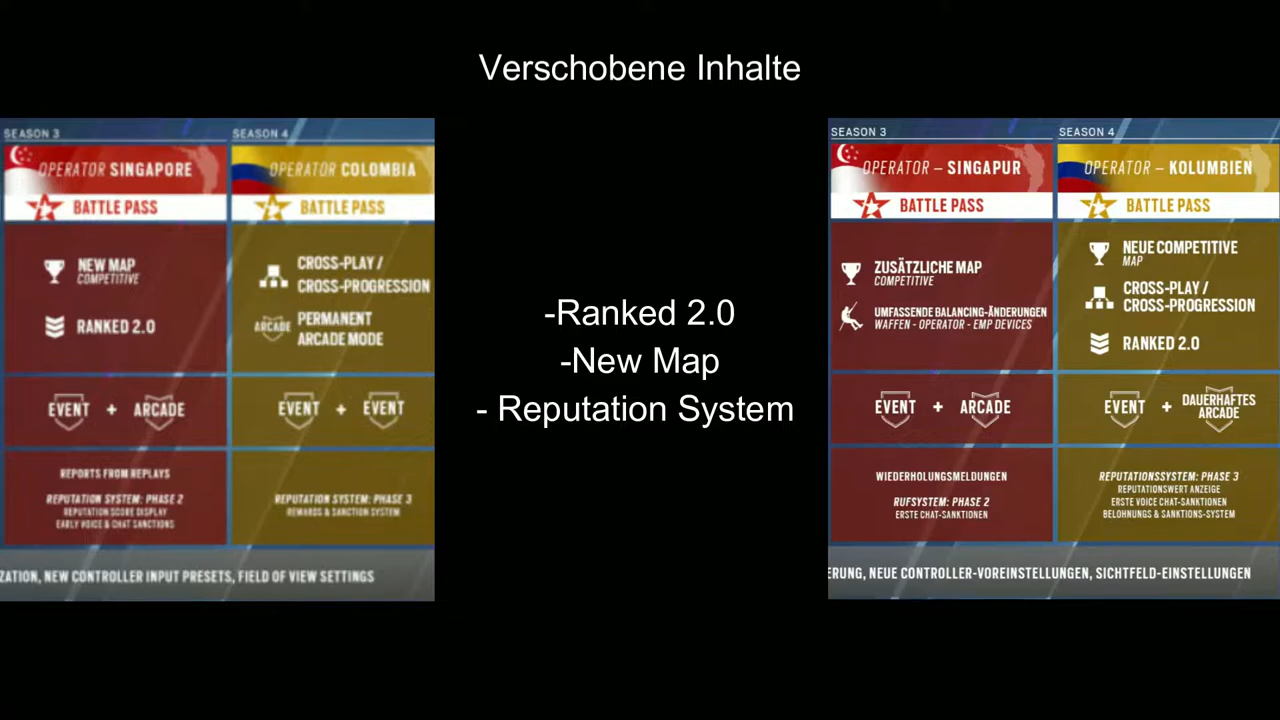 Verschobene Inhalte
SEASON 3
OPERATOR SINGAPORE
BATTLE PASS
NEW MAP
COMPETITIVE
RANKED 2.0
EVENT + ARCADE
REPORTS FROM REPLAYS
REPUTATION SYSTEM: PHASE 2
REPUTATION SCORE DISPLAY
EARLY VOICE & CHAT SANCTIONS
SEASON 4
OPERATOR COLOMBIA
BATTLE PASS
CROSS-PLAY /
CROSS-PROGRESSION
ARCADE
PERMANENT
ARCADE MODE
EVENT + EVENT
REPUTATION SYSTEM: PHASE 3
REWARDS & SANCTION SYSTEM
ZATION, NEW CONTROLLER INPUT PRESETS, FIELD OF VIEW SETTINGS
-Ranked 2.0
-New Map
- Reputation System
SEASON 3
OPERATOR – SINGAPUR
BATTLE PASS
ZUSÄTZLICHE MAP
COMPETITIVE
UMFASSENDE BALANCING-ÄNDERUNGEN
WAFFEN - OPERATOR - EMP DEVICES
EVENT + ARCADE
WIEDERHOLUNGSMELDUNGEN
RUFSYSTEM: PHASE 2
ERSTE CHAT-SANKTIONEN
SEASON 4
OPERATOR – KOLUMBIEN
BATTLE PASS
NEUE COMPETITIVE
MAP
CROSS-PLAY /
CROSS-PROGRESSION
RANKED 2.0
EVENT + DAUERHAFTES
ARCADE
REPUTATIONSSYSTEM: PHASE 3
REPUTATIONSWERT ANZEIGE
ERSTE VOICE CHAT-SANKTIONEN
BELOHNUNGS & SANKTIONS-SYSTEM
ERUNG, NEUE CONTROLLER-VOREINSTELLUNGEN, SICHTFELD-EINSTELLUNGEN